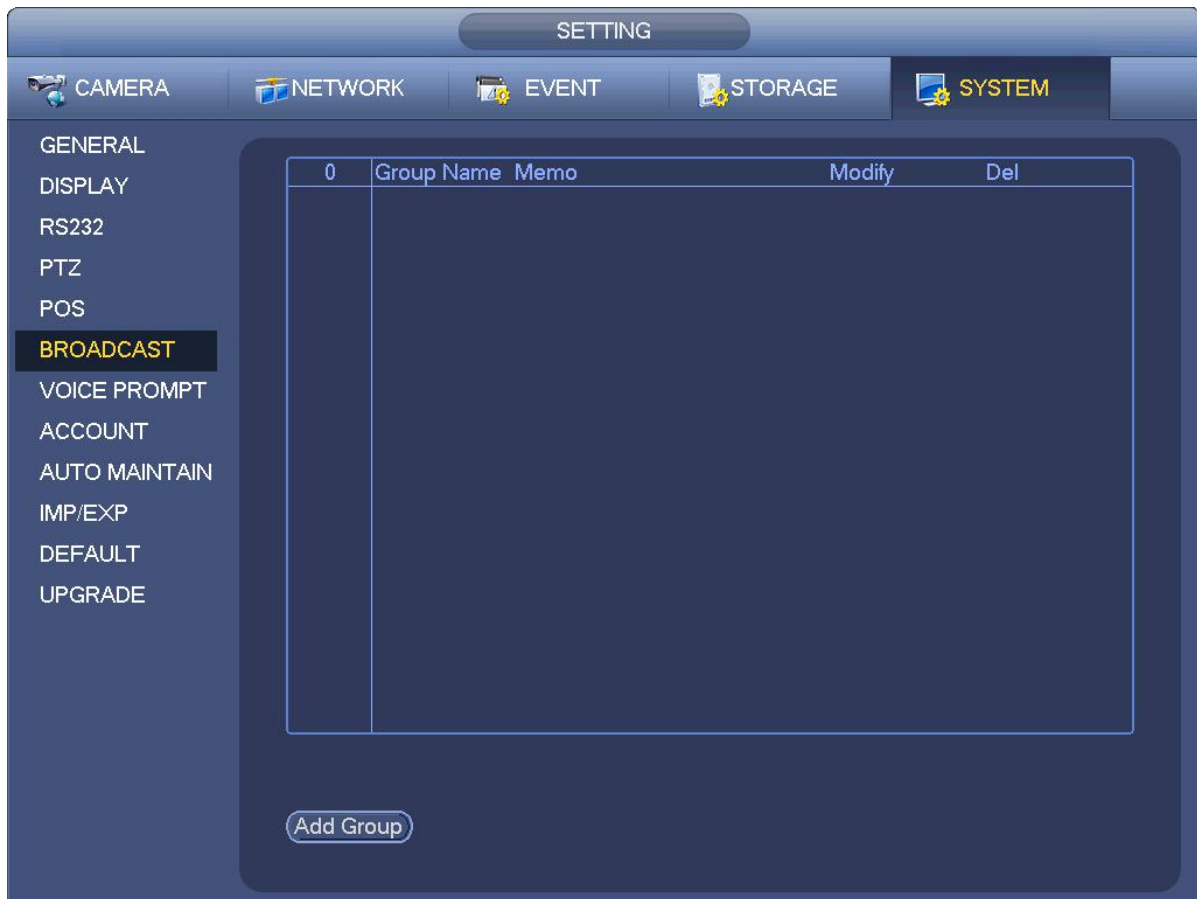 SETTING
CAMERA NETWORK EVENT STORAGE SYSTEM
GENERAL
DISPLAY
RS232
PTZ
POS
BROADCAST
VOICE PROMPT
ACCOUNT
AUTO MAINTAIN
IMP/EXP
DEFAULT
UPGRADE
0 Group Name Memo Modify Del
Add Group